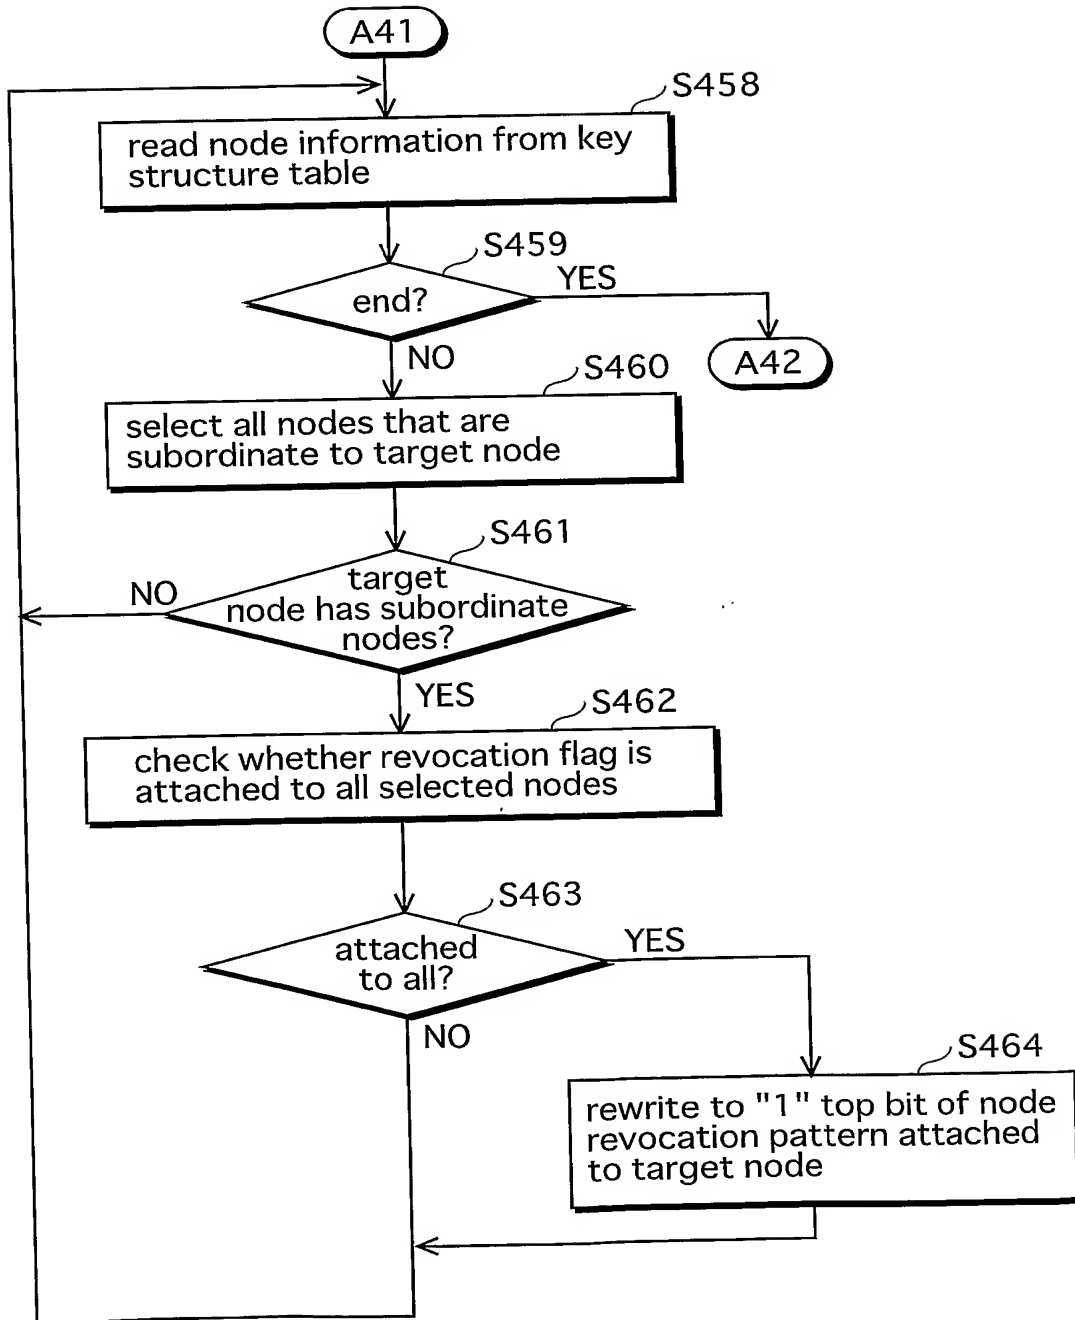 A41
S458
read node information from key
structure table
S459
end?
YES
NO
A42
S460
select all nodes that are
subordinate to target node
S461
target
node has subordinate
nodes?
NO
YES
S462
check whether revocation flag is
attached to all selected nodes
S463
attached
to all?
YES
NO
S464
rewrite to "1" top bit of node
revocation pattern attached
to target node